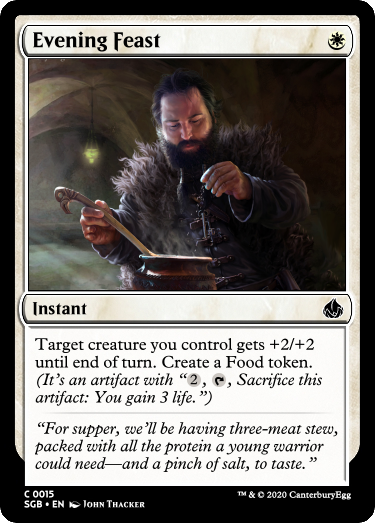 Evening Feast
Instant
Target creature you control gets +2/+2
until end of turn. Create a Food token.
(It's an artifact with “2, , Sacrifice this
artifact: You gain 3 life.”)
“For supper, we'll be having three-meat stew,
packed with all the protein a young warrior
could need—and a pinch of salt, to taste.”
C 0015
SGB • EN John Thacker
™ & © 2020 CanterburyEgg